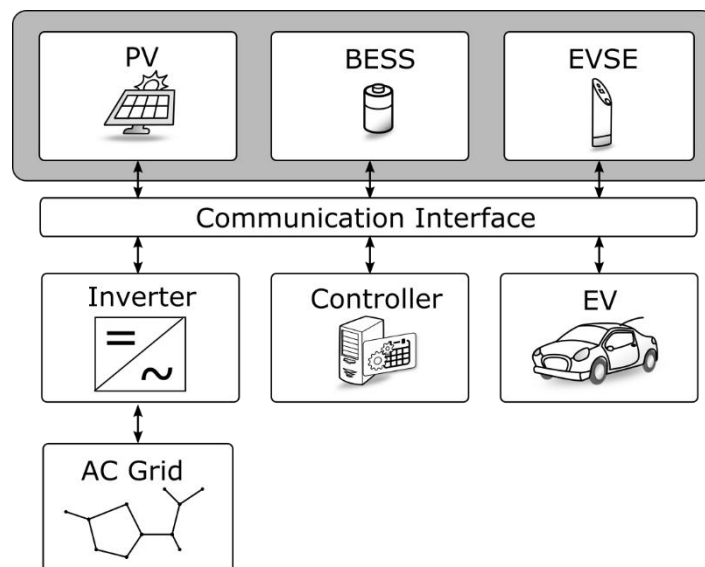 PV
BESS
EVSE
Communication Interface
Inverter
Controller
EV
AC Grid